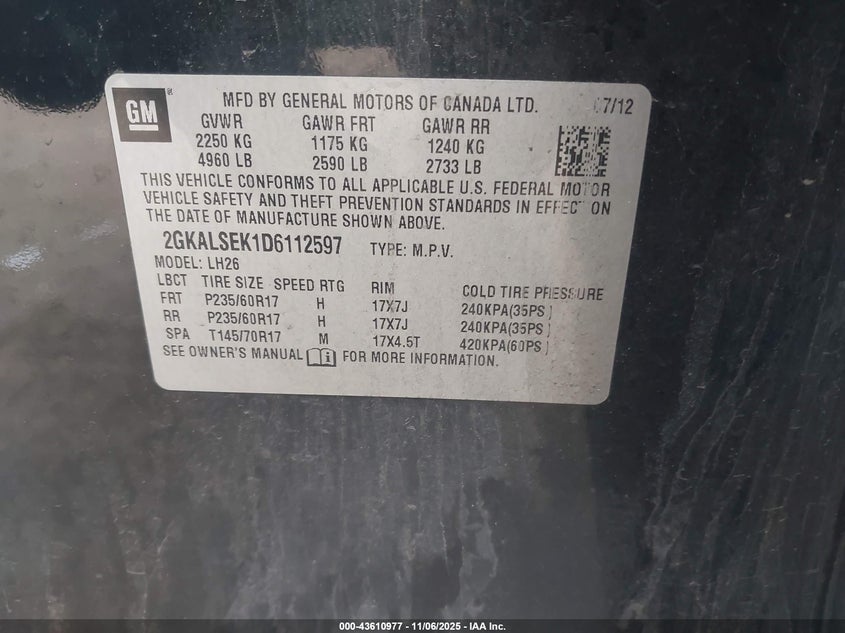 GM ®
MFD BY GENERAL MOTORS OF CANADA LTD. 07/12
GVWR GAWR FRT GAWR RR
2250 KG 1175 KG 1240 KG
4960 LB 2590 LB 2733 LB
THIS VEHICLE CONFORMS TO ALL APPLICABLE U.S. FEDERAL MOTOR
VEHICLE SAFETY AND THEFT PREVENTION STANDARDS IN EFFECT ON
THE DATE OF MANUFACTURE SHOWN ABOVE.
2GKALSEK1D6112597 TYPE: M.P.V.
MODEL: LH26
LBCT TIRE SIZE SPEED RTG RIM COLD TIRE PRESSURE
FRT P235/60R17 H 17X7J 240KPA(35PS )
RR P235/60R17 H 17X7J 240KPA(35PS )
SPA T145/70R17 M 17X4.5T 420KPA(60PS )
SEE OWNER'S MANUAL FOR MORE INFORMATION.
000-43610977 - 11/06/2025 - IAA Inc.